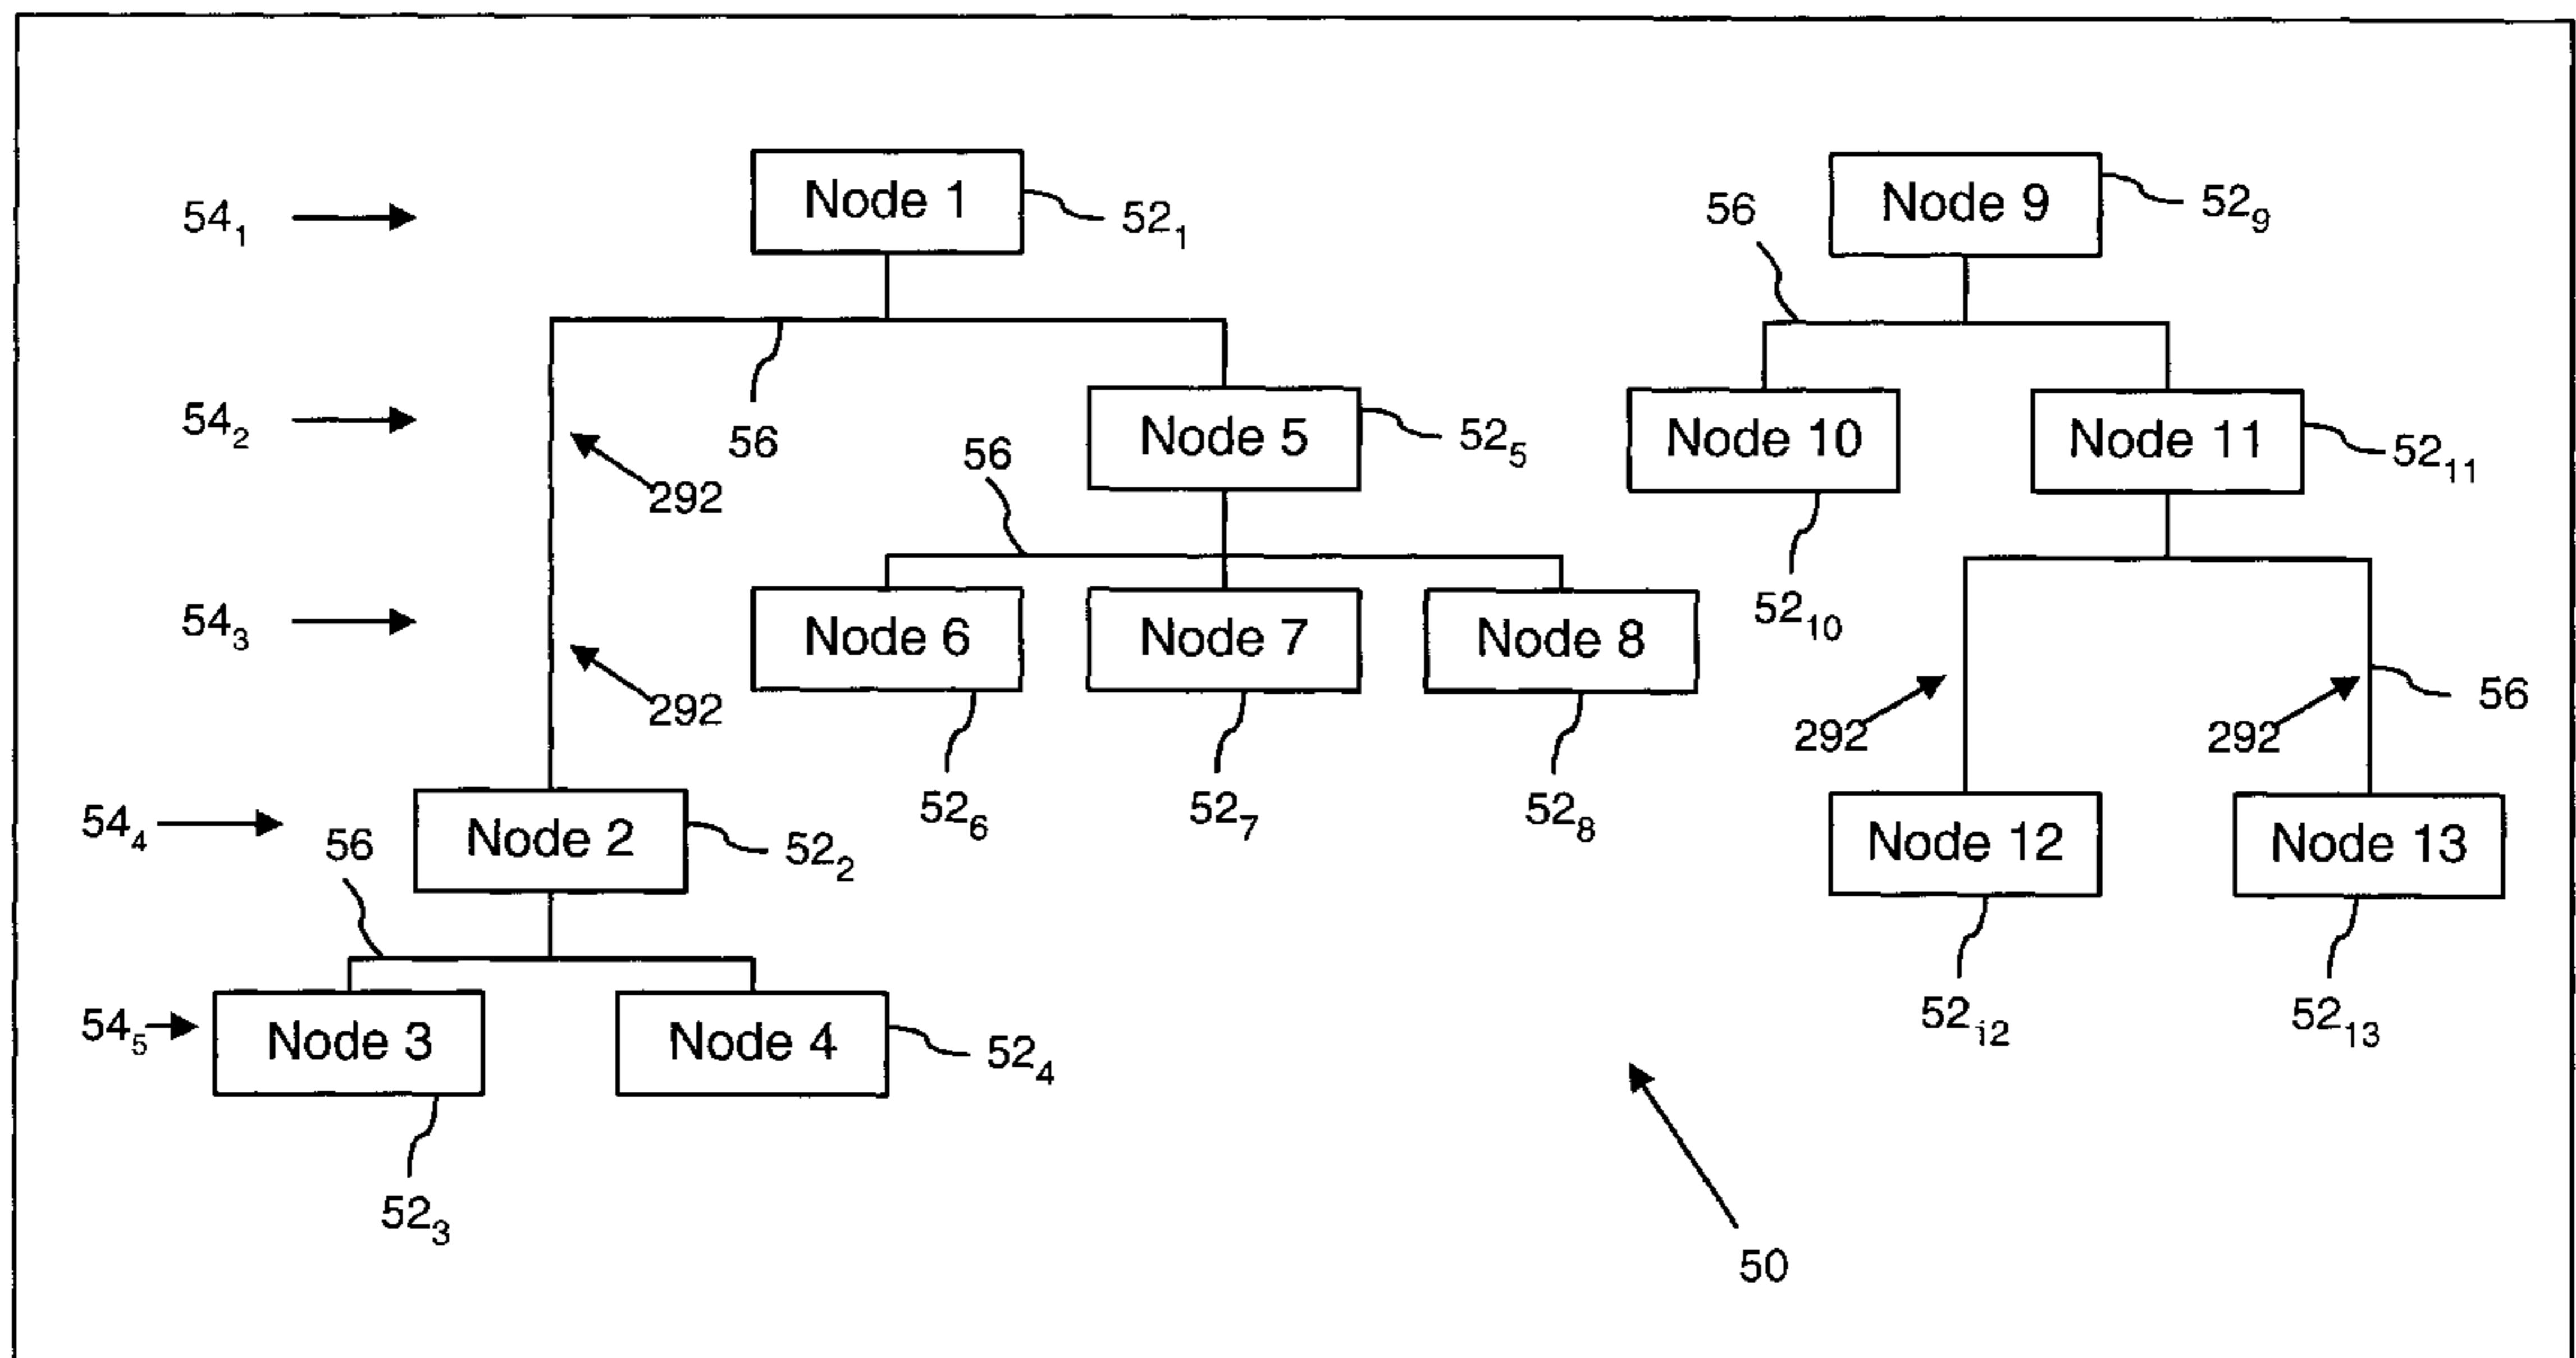 54₁
Node 1
52₁
56
Node 9
52₉
54₂
292
56
56
Node 5
52₅
Node 10
Node 11
52₁₁
54₃
292
Node 6
Node 7
Node 8
52₁₀
292
292
56
54₄
56
Node 2
52₂
52₆
52₇
52₈
Node 12
Node 13
54₅
Node 3
Node 4
52₄
52₁₂
52₁₃
52₃
50